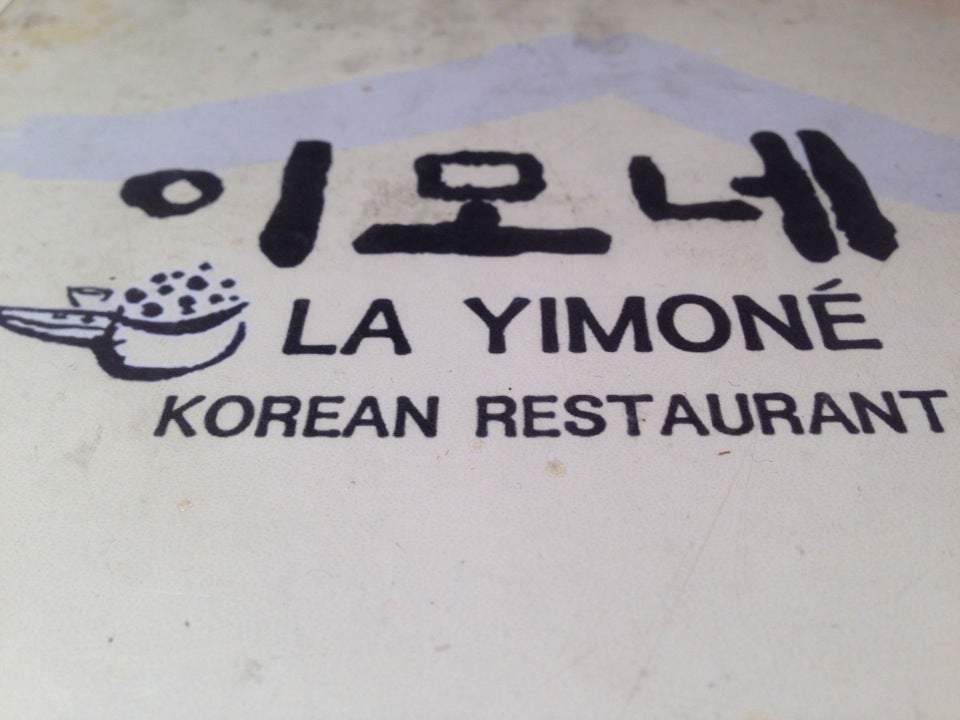 이모네
LA YIMONÉ
KOREAN RESTAURANT